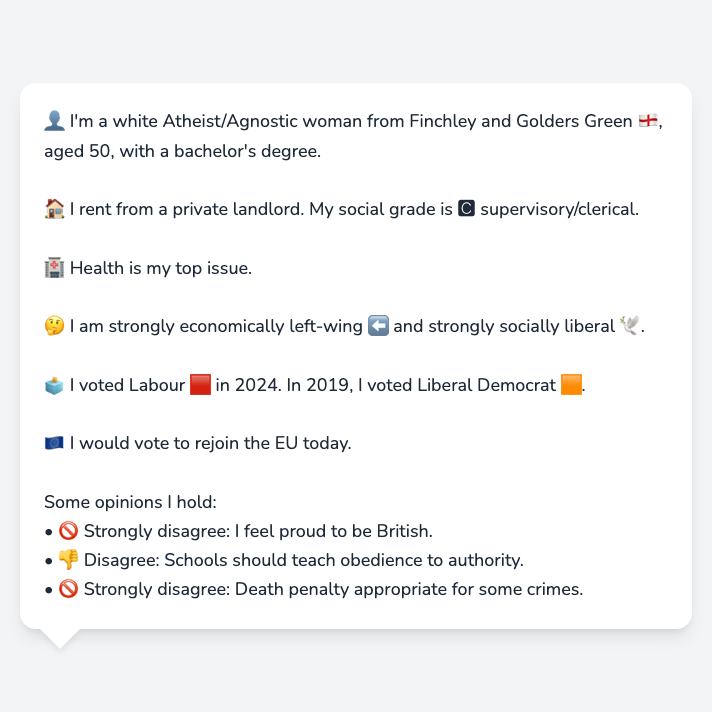 👤 I'm a white Atheist/Agnostic woman from Finchley and Golders Green 🏴󠁧󠁢󠁥󠁮󠁧󠁿,
aged 50, with a bachelor's degree.
🏠 I rent from a private landlord. My social grade is 🅲 supervisory/clerical.
🏥 Health is my top issue.
🤔 I am strongly economically left-wing ⬅️ and strongly socially liberal 🕊️.
🗳️ I voted Labour 🟥 in 2024. In 2019, I voted Liberal Democrat 🟧.
🇪🇺 I would vote to rejoin the EU today.
Some opinions I hold:
• 🚫 Strongly disagree: I feel proud to be British.
• 👎 Disagree: Schools should teach obedience to authority.
• 🚫 Strongly disagree: Death penalty appropriate for some crimes.